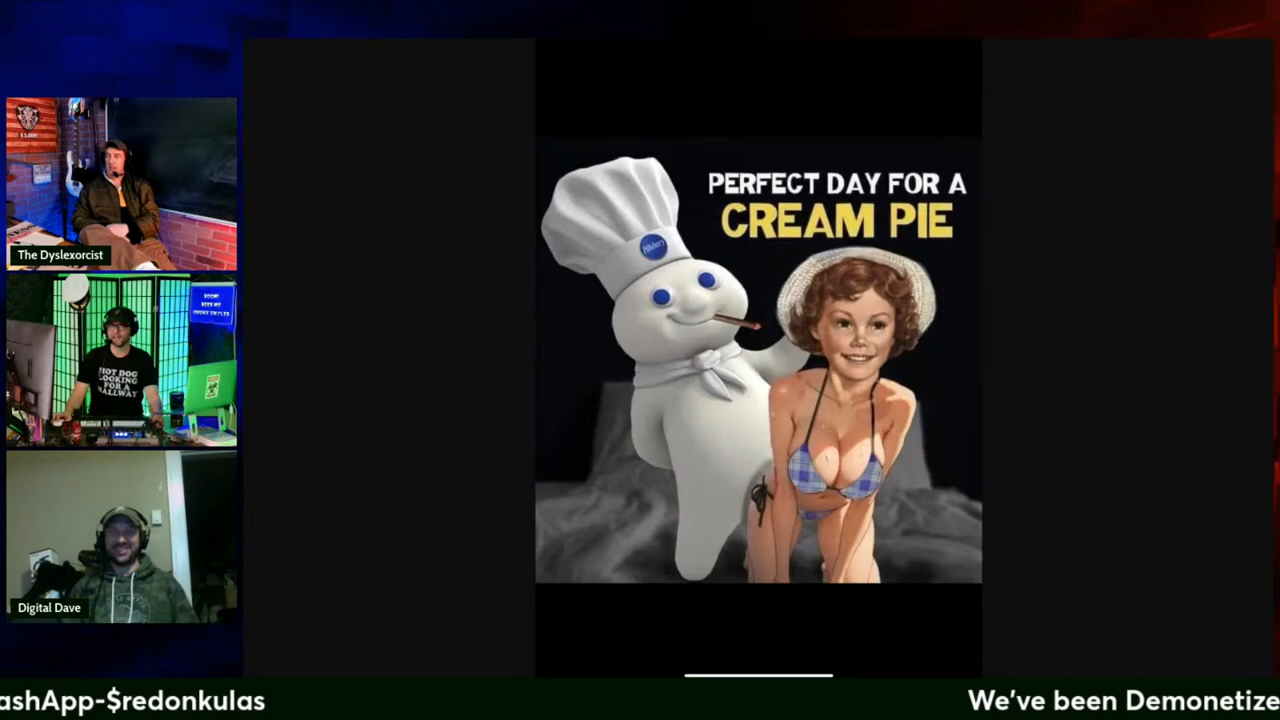 U.S. ARMY
The Dyslexorcist
HOT DOG
LOOKING
FOR A
HALLWAY
Digital Dave
PERFECT DAY FOR A
CREAM PIE
Pillsbury
ashApp-$redonkulas
We've been Demonetize